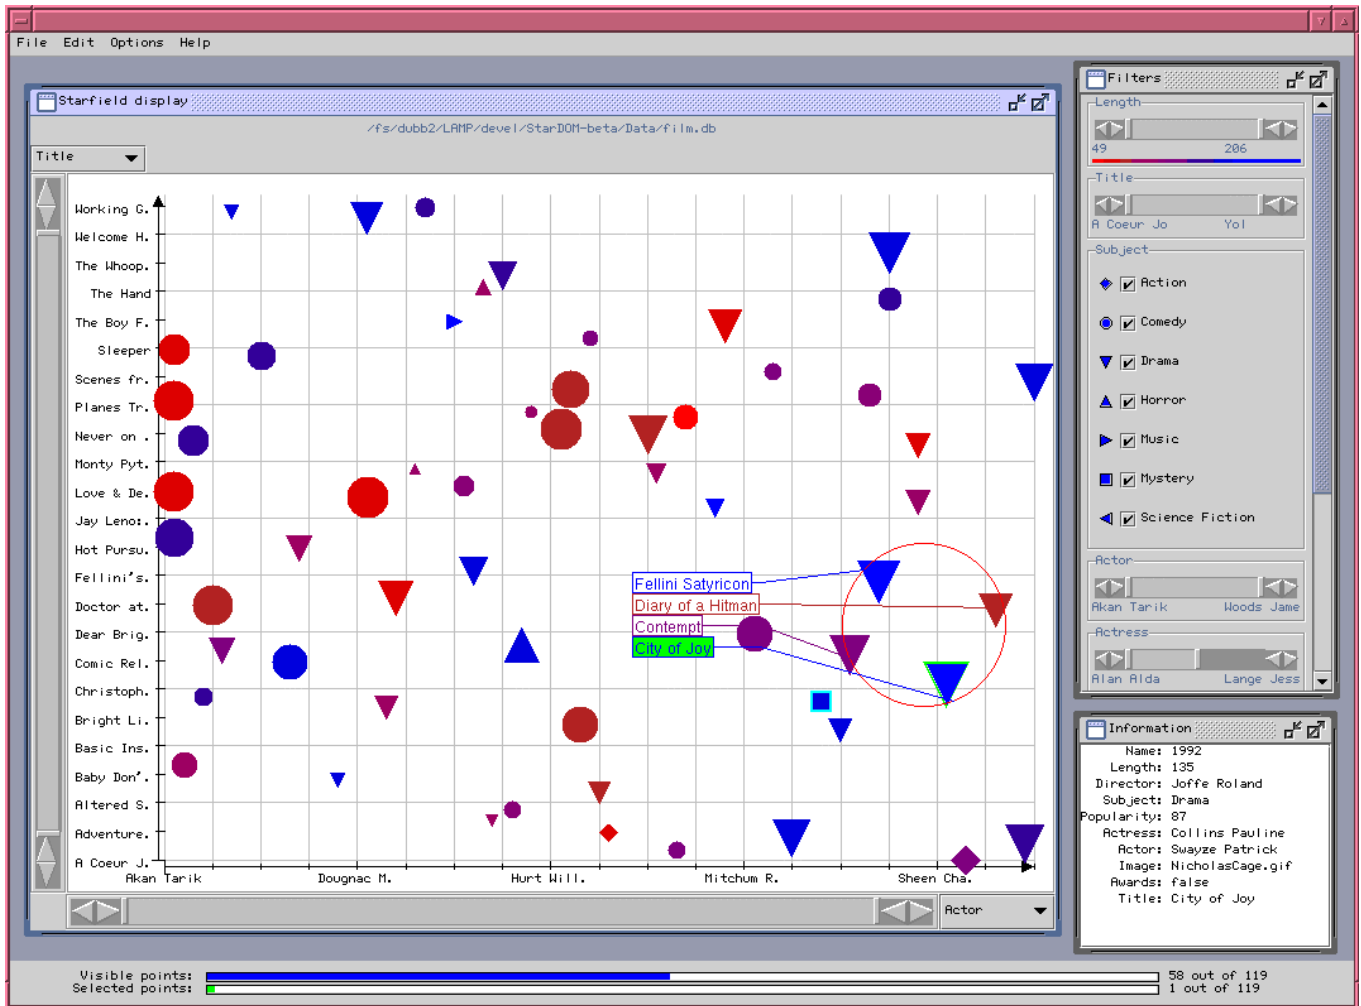 File Edit Options Help
Starfield display
/fs/dubb2/LAMP/devel/StarDOM-beta/Data/film.db
Title
Working G.
Welcome H.
The Whoop.
The Hand
The Boy F.
Sleeper
Scenes fr.
Planes Tr.
Never on .
Monty Pyt.
Love & De.
Jay Leno:.
Hot Pursu.
Fellini's.
Doctor at.
Dear Brig.
Comic Rel.
Christoph.
Bright Li.
Basic Ins.
Baby Don'.
Altered S.
Adventure.
A Coeur J.
Fellini Satyricon
Diary of a Hitman
Contempt
City of Joy
Akan Tarik Dougnac M. Hurt Will. Mitchum R. Sheen Cha.
Actor
Filters
Length
49 206
Title
A Coeur Jo Yol
Subject
Action
Comedy
Drama
Horror
Music
Mystery
Science Fiction
Actor
Akan Tarik Woods Jame
Actress
Alan Alda Lange Jess
Information
Name: 1992
Length: 135
Director: Joffe Roland
Subject: Drama
Popularity: 87
Actress: Collins Pauline
Actor: Swayze Patrick
Image: NicholasCage.gif
Awards: false
Title: City of Joy
Visible points: 58 out of 119
Selected points: 1 out of 119